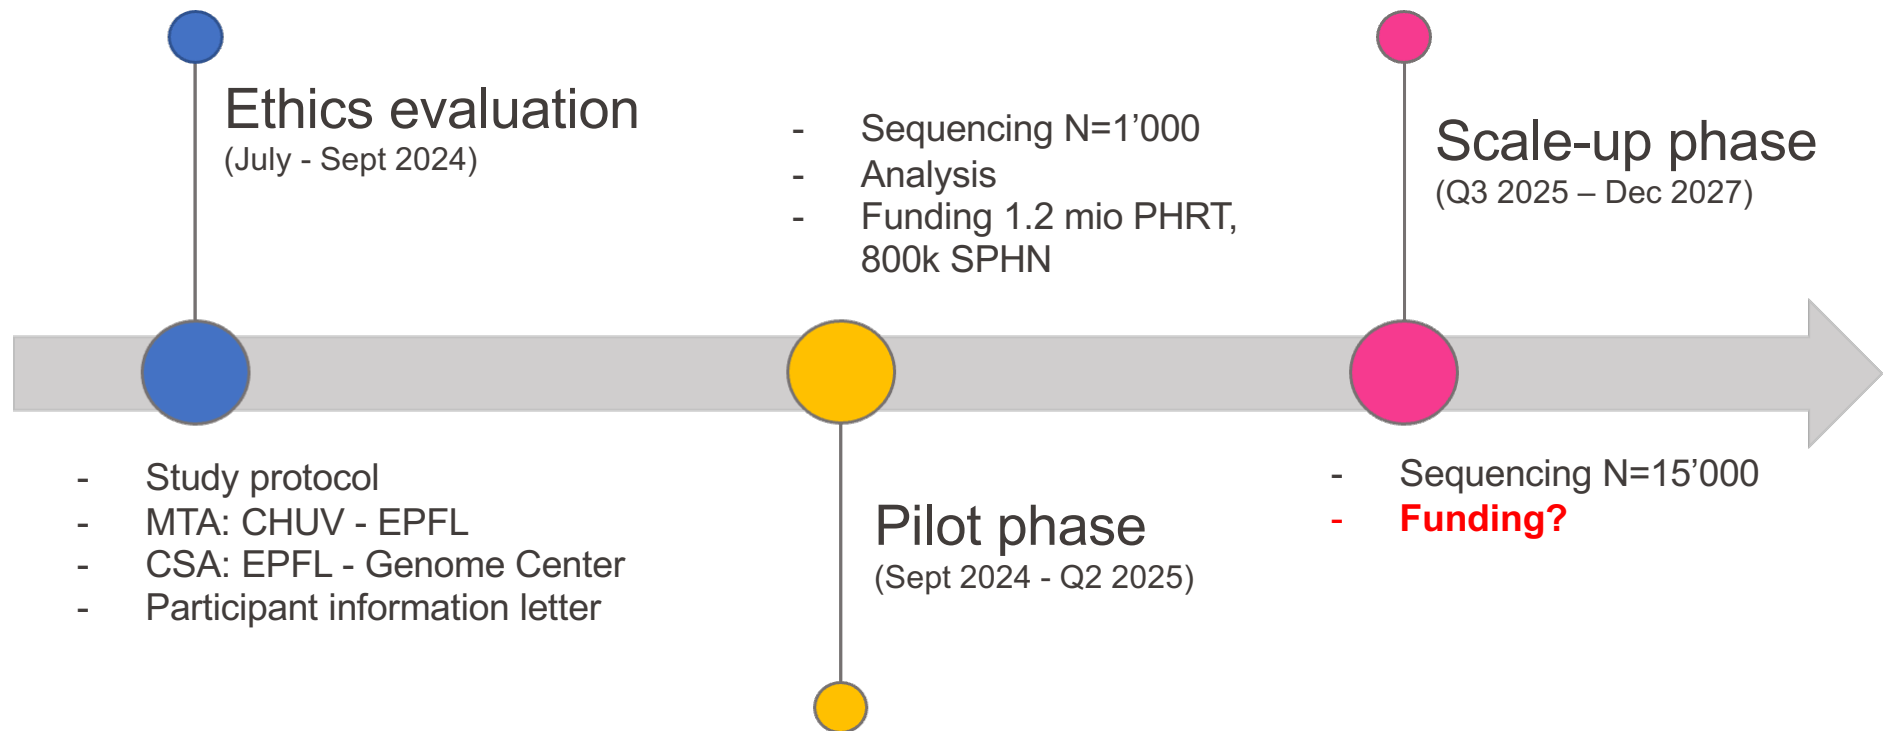 Ethics evaluation
(July - Sept 2024)
- Study protocol
- MTA: CHUV - EPFL
- CSA: EPFL - Genome Center
- Participant information letter
- Sequencing N=1’000
- Analysis
- Funding 1.2 mio PHRT,
800k SPHN
Pilot phase
(Sept 2024 - Q2 2025)
Scale-up phase
(Q3 2025 – Dec 2027)
- Sequencing N=15’000
- Funding?